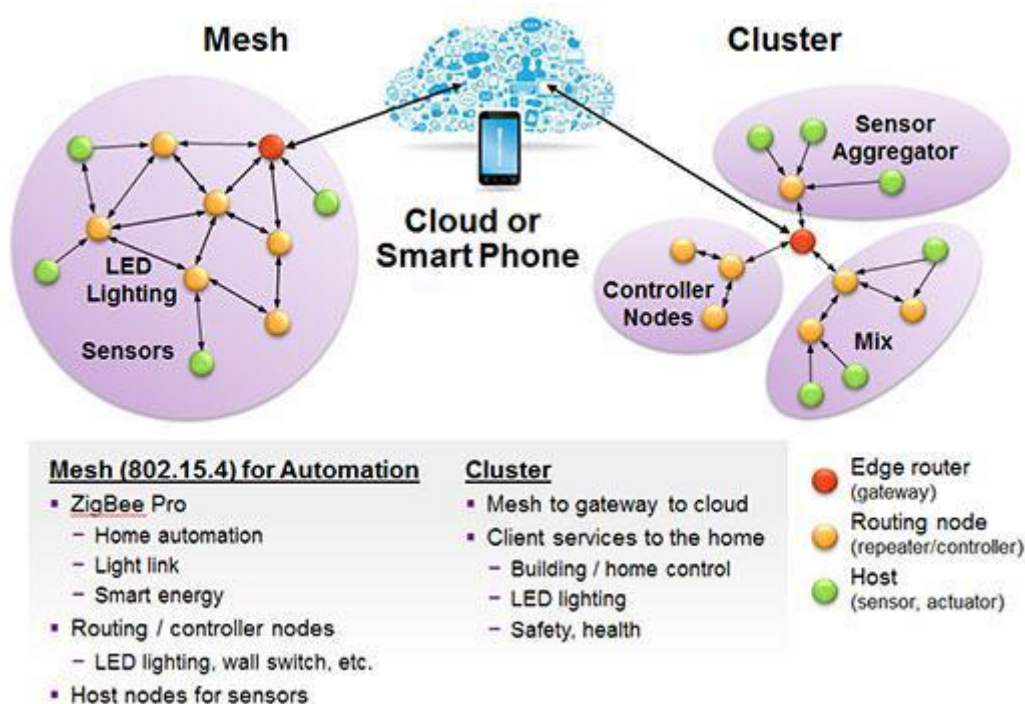 Mesh
Cluster
Cloud or
Smart Phone
LED
Lighting
Sensors
Sensor
Aggregator
Controller
Nodes
Mix
Mesh (802.15.4) for Automation
▪ ZigBee Pro
– Home automation
– Light link
– Smart energy
▪ Routing / controller nodes
– LED lighting, wall switch, etc.
▪ Host nodes for sensors
Cluster
▪ Mesh to gateway to cloud
▪ Client services to the home
– Building / home control
– LED lighting
– Safety, health
Edge router
(gateway)
Routing node
(repeater/controller)
Host
(sensor, actuator)